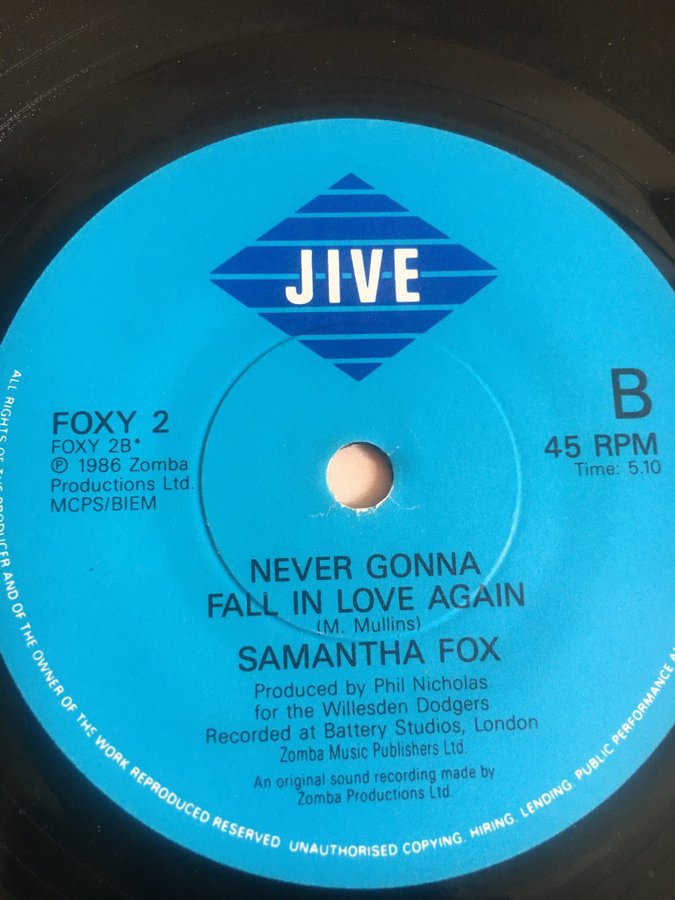 JIVE
FOXY 2
FOXY 2B*
℗ 1986 Zomba
Productions Ltd.
MCPS/BIEM
B
45 RPM
Time: 5.10
NEVER GONNA
FALL IN LOVE AGAIN
(M. Mullins)
SAMANTHA FOX
Produced by Phil Nicholas
for the Willesden Dodgers
Recorded at Battery Studios, London
Zomba Music Publishers Ltd.
An original sound recording made by
Zomba Productions Ltd.
ALL RIGHTS OF THE PRODUCER AND OF THE OWNER OF THE WORK REPRODUCED RESERVED UNAUTHORISED COPYING, HIRING, LENDING, PUBLIC PERFORMANCE